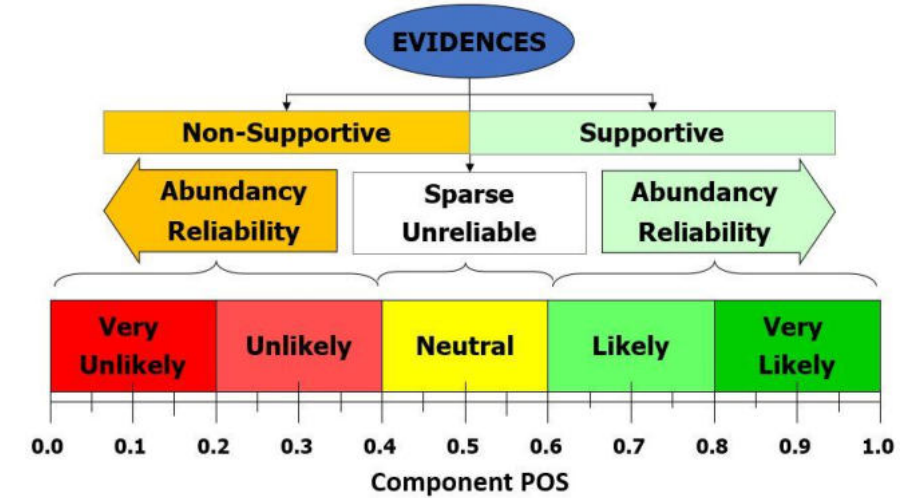 EVIDENCES
Non-Supportive
Supportive
Abundancy
Reliability
Sparse
Unreliable
Abundancy
Reliability
Very
Unlikely
Unlikely
Neutral
Likely
Very
Likely
0.0 0.1 0.2 0.3 0.4 0.5 0.6 0.7 0.8 0.9 1.0
Component POS